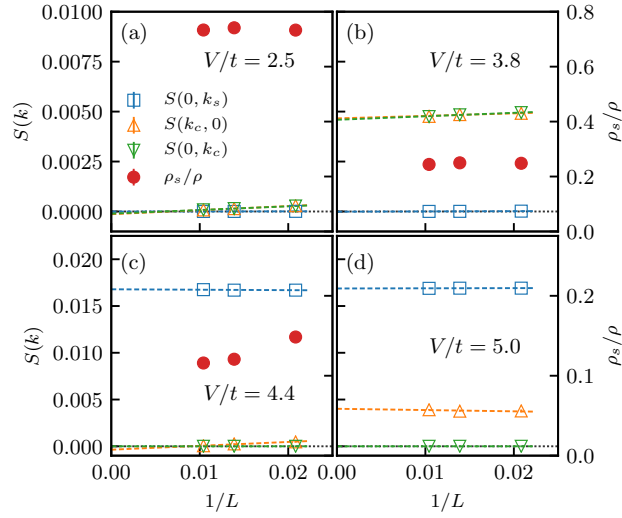 0.0100
0.0075
0.0050
0.0025
0.0000
S(k)
(a)
V/t = 2.5
S(0, k_s)
S(k_c, 0)
S(0, k_c)
ρ_s/ρ
(b)
V/t = 3.8
0.8
0.6
0.4
0.2
0.0
ρ_s/ρ
0.020
0.015
0.010
0.005
0.000
S(k)
(c)
V/t = 4.4
(d)
V/t = 5.0
0.2
0.1
0.0
ρ_s/ρ
0.00 0.01 0.02 0.00 0.01 0.02
1/L 1/L